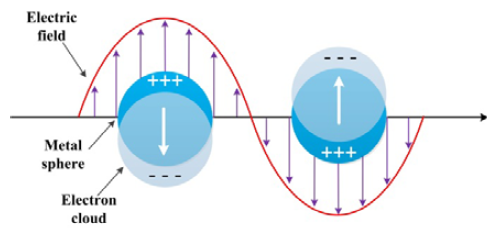 Electric
field
+++
- - -
+++
Metal
sphere
- - -
Electron
cloud